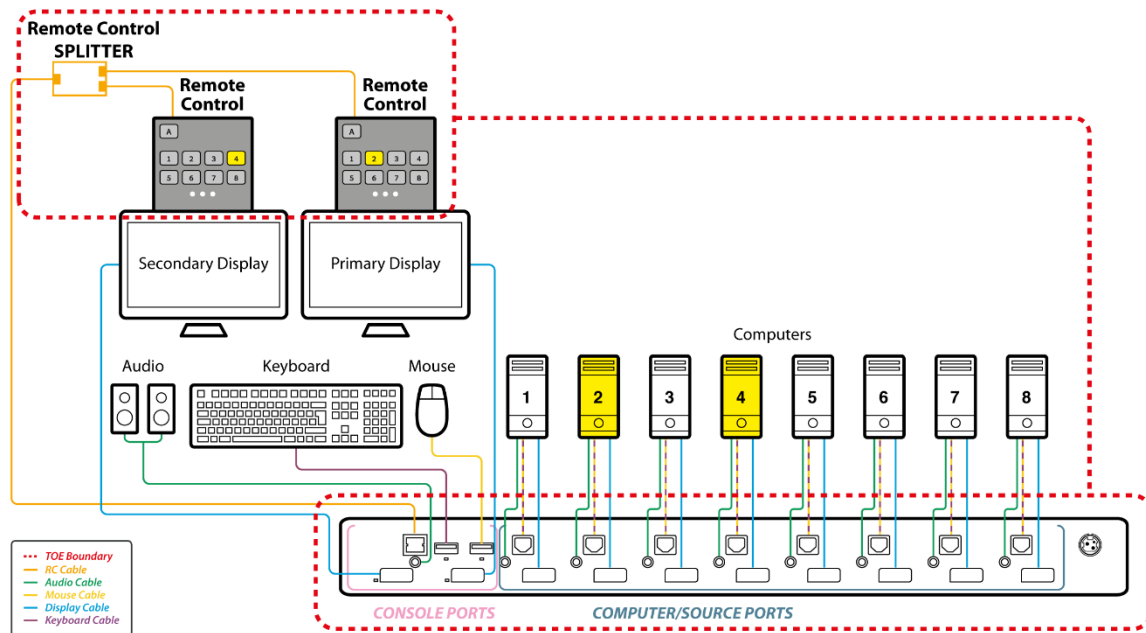 Remote Control
SPLITTER
Remote
Control
A
1 2 3 4
5 6 7 8
Remote
Control
A
1 2 3 4
5 6 7 8
Secondary Display
Primary Display
Audio
Keyboard
Mouse
Computers
1 2 3 4 5 6 7 8
TOE Boundary
RC Cable
Audio Cable
Mouse Cable
Display Cable
Keyboard Cable
CONSOLE PORTS
COMPUTER/SOURCE PORTS